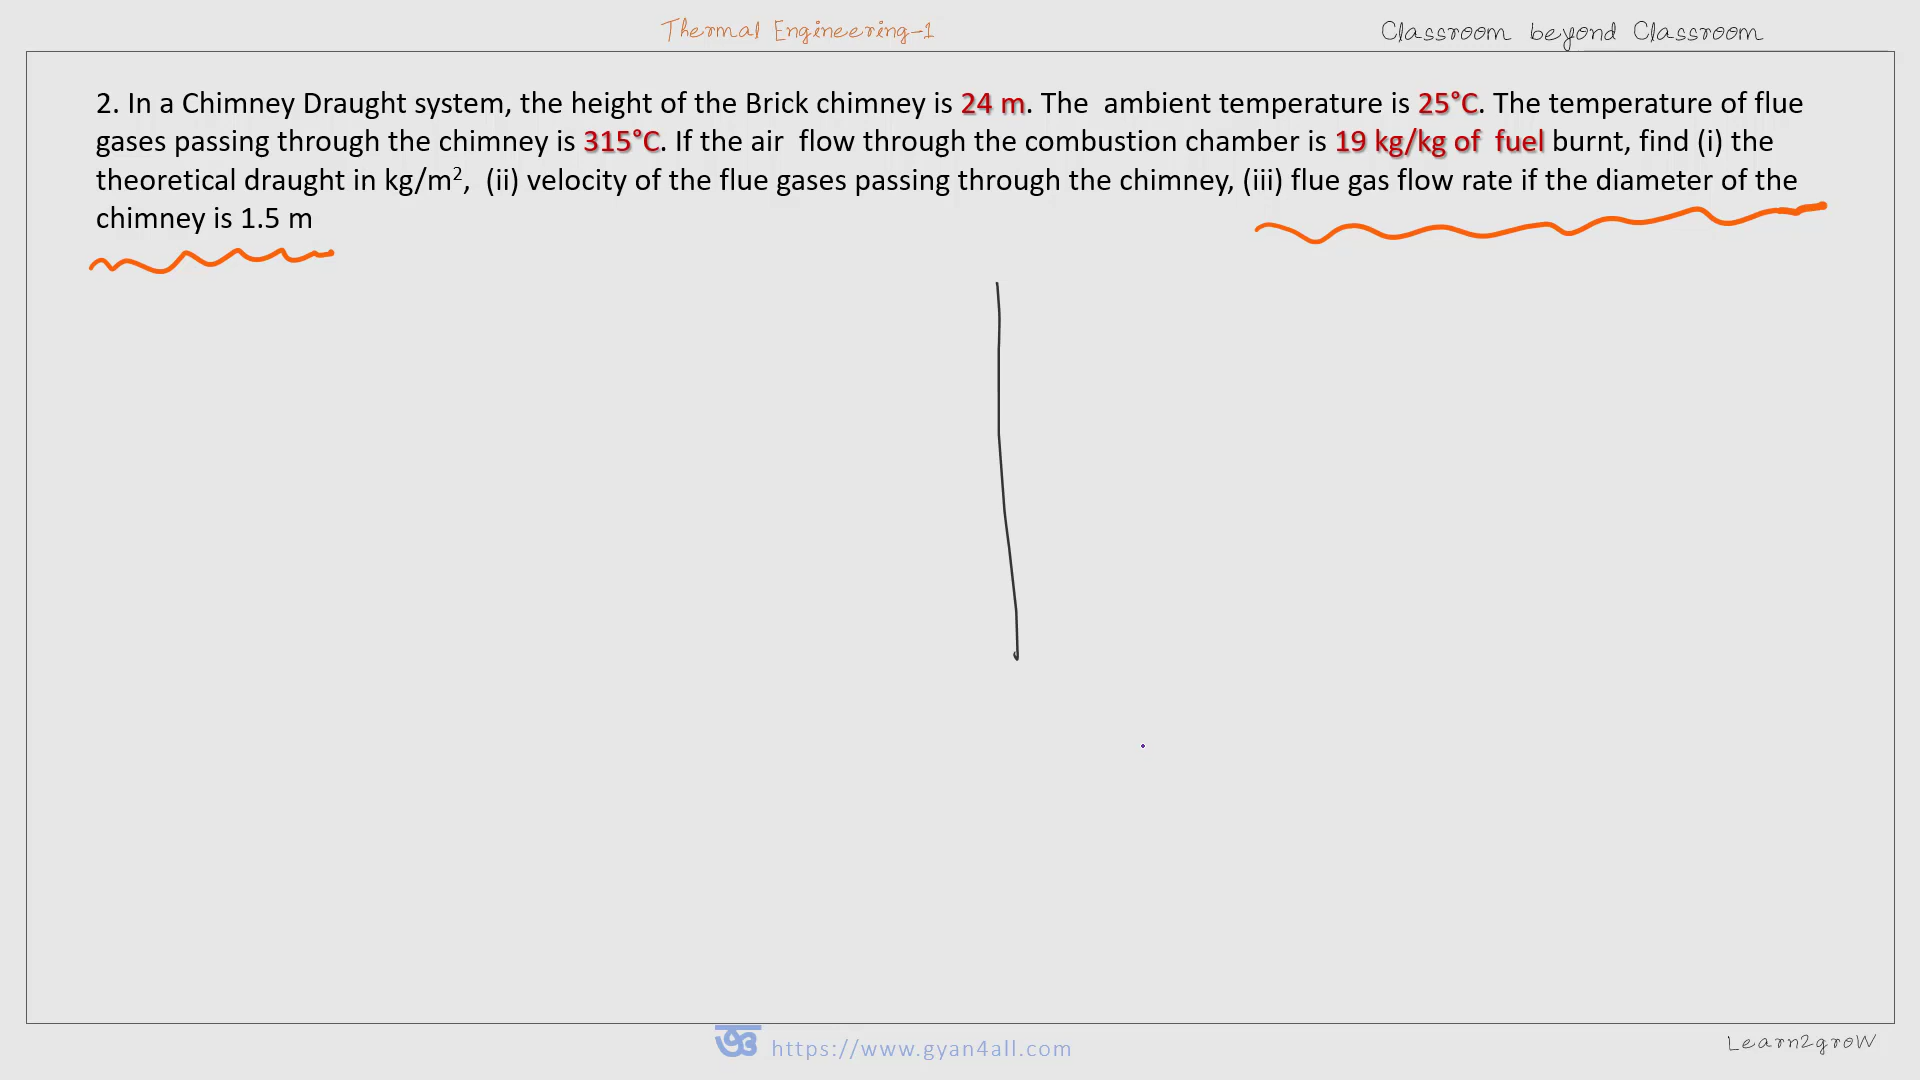 Thermal Engineering-1
Classroom beyond Classroom
2. In a Chimney Draught system, the height of the Brick chimney is 24 m. The ambient temperature is 25°C. The temperature of flue
gases passing through the chimney is 315°C. If the air flow through the combustion chamber is 19 kg/kg of fuel burnt, find (i) the
theoretical draught in kg/m², (ii) velocity of the flue gases passing through the chimney, (iii) flue gas flow rate if the diameter of the
chimney is 1.5 m
https://www.gyan4all.com
Learn2groW